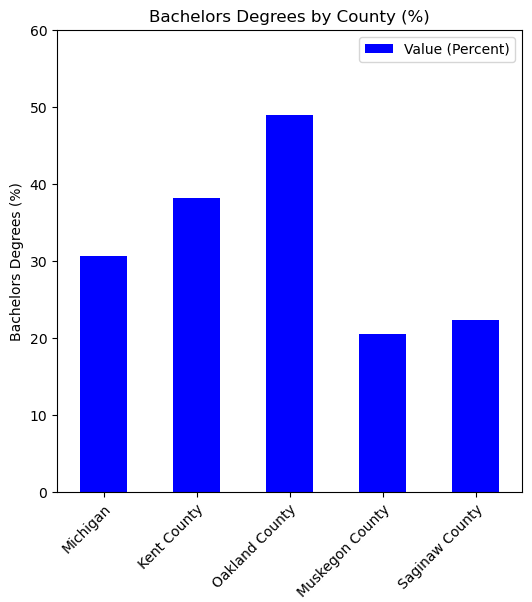 Bachelors Degrees by County (%)
Value (Percent)
Bachelors Degrees (%)
60
50
40
30
20
10
0
Michigan
Kent County
Oakland County
Muskegon County
Saginaw County